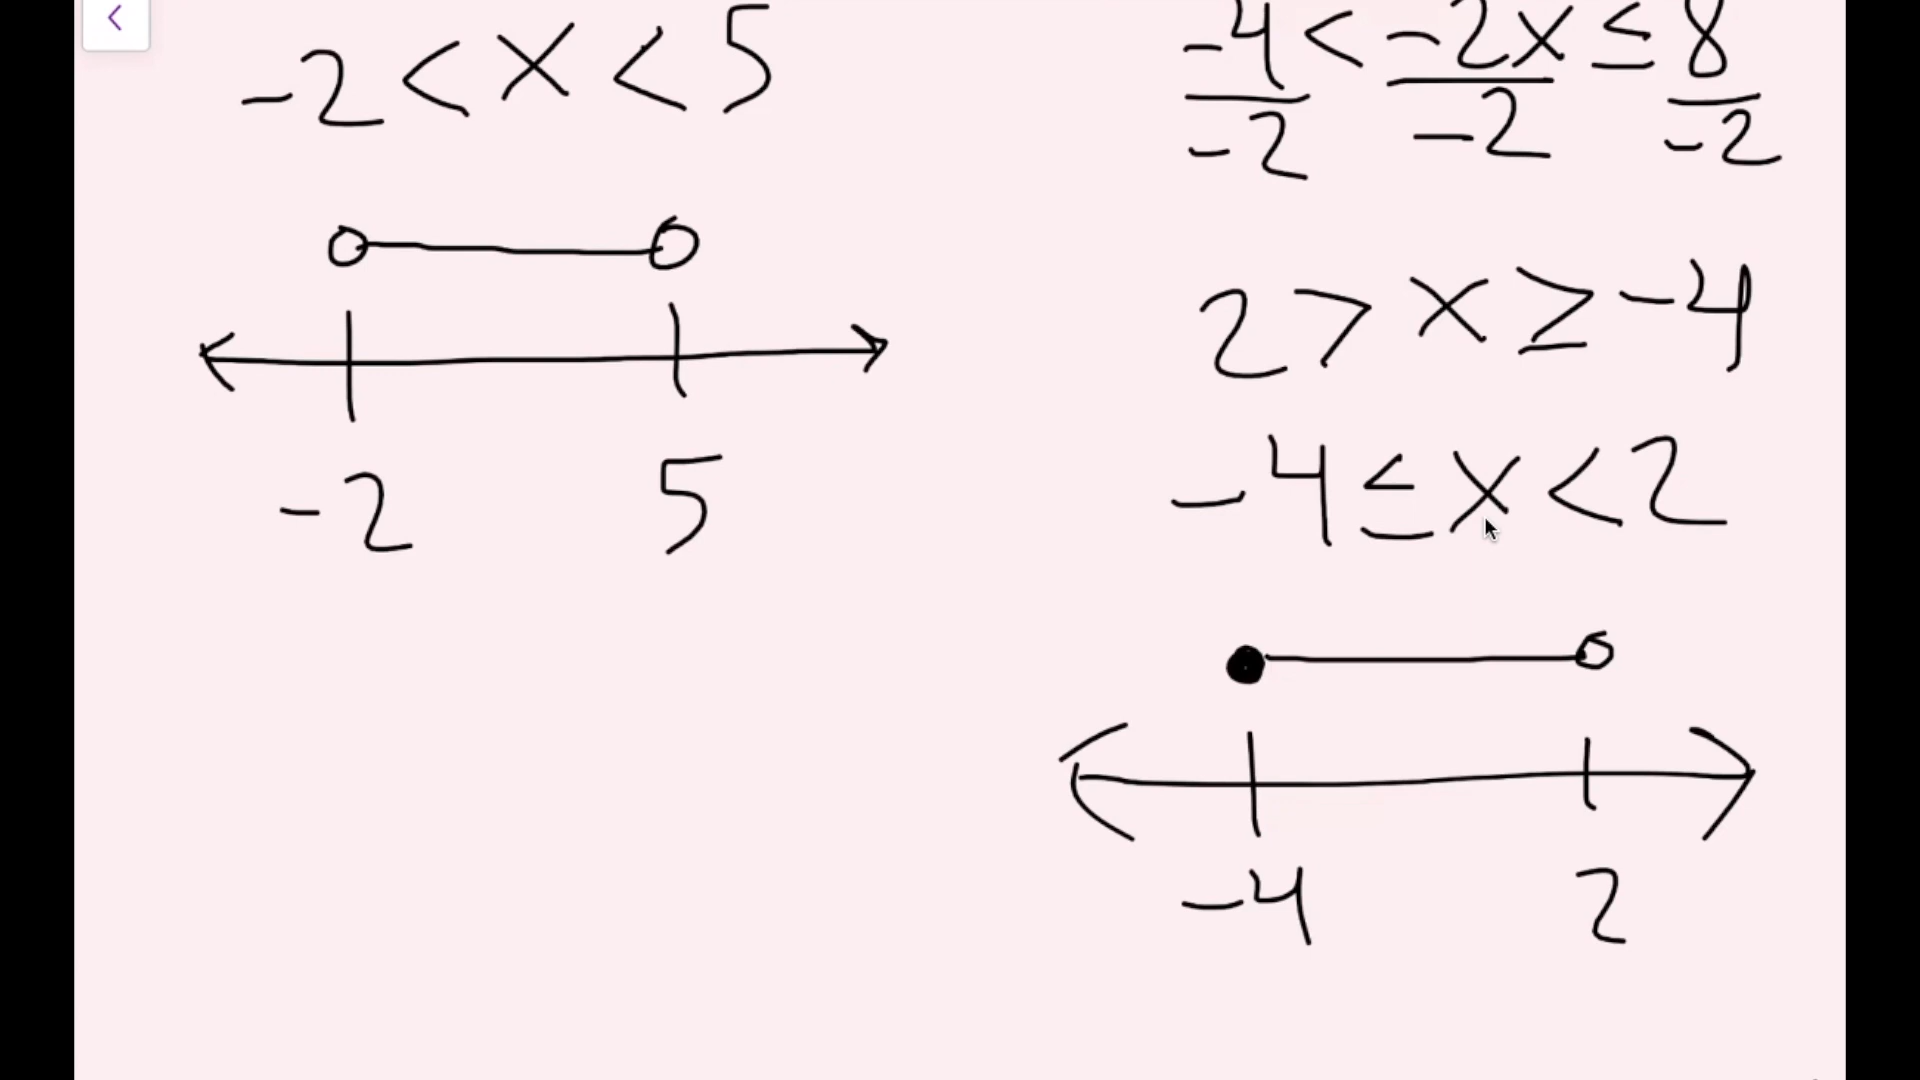 -2 < x < 5
-2 5
-4 < -2x ≤ 8
-2 -2 -2
2 > x ≥ -4
-4 ≤ x < 2
-4 2